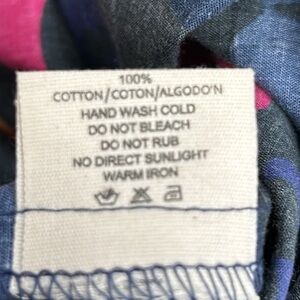 100%
COTTON/COTON/ALGODO'N
HAND WASH COLD
DO NOT BLEACH
DO NOT RUB
NO DIRECT SUNLIGHT
WARM IRON